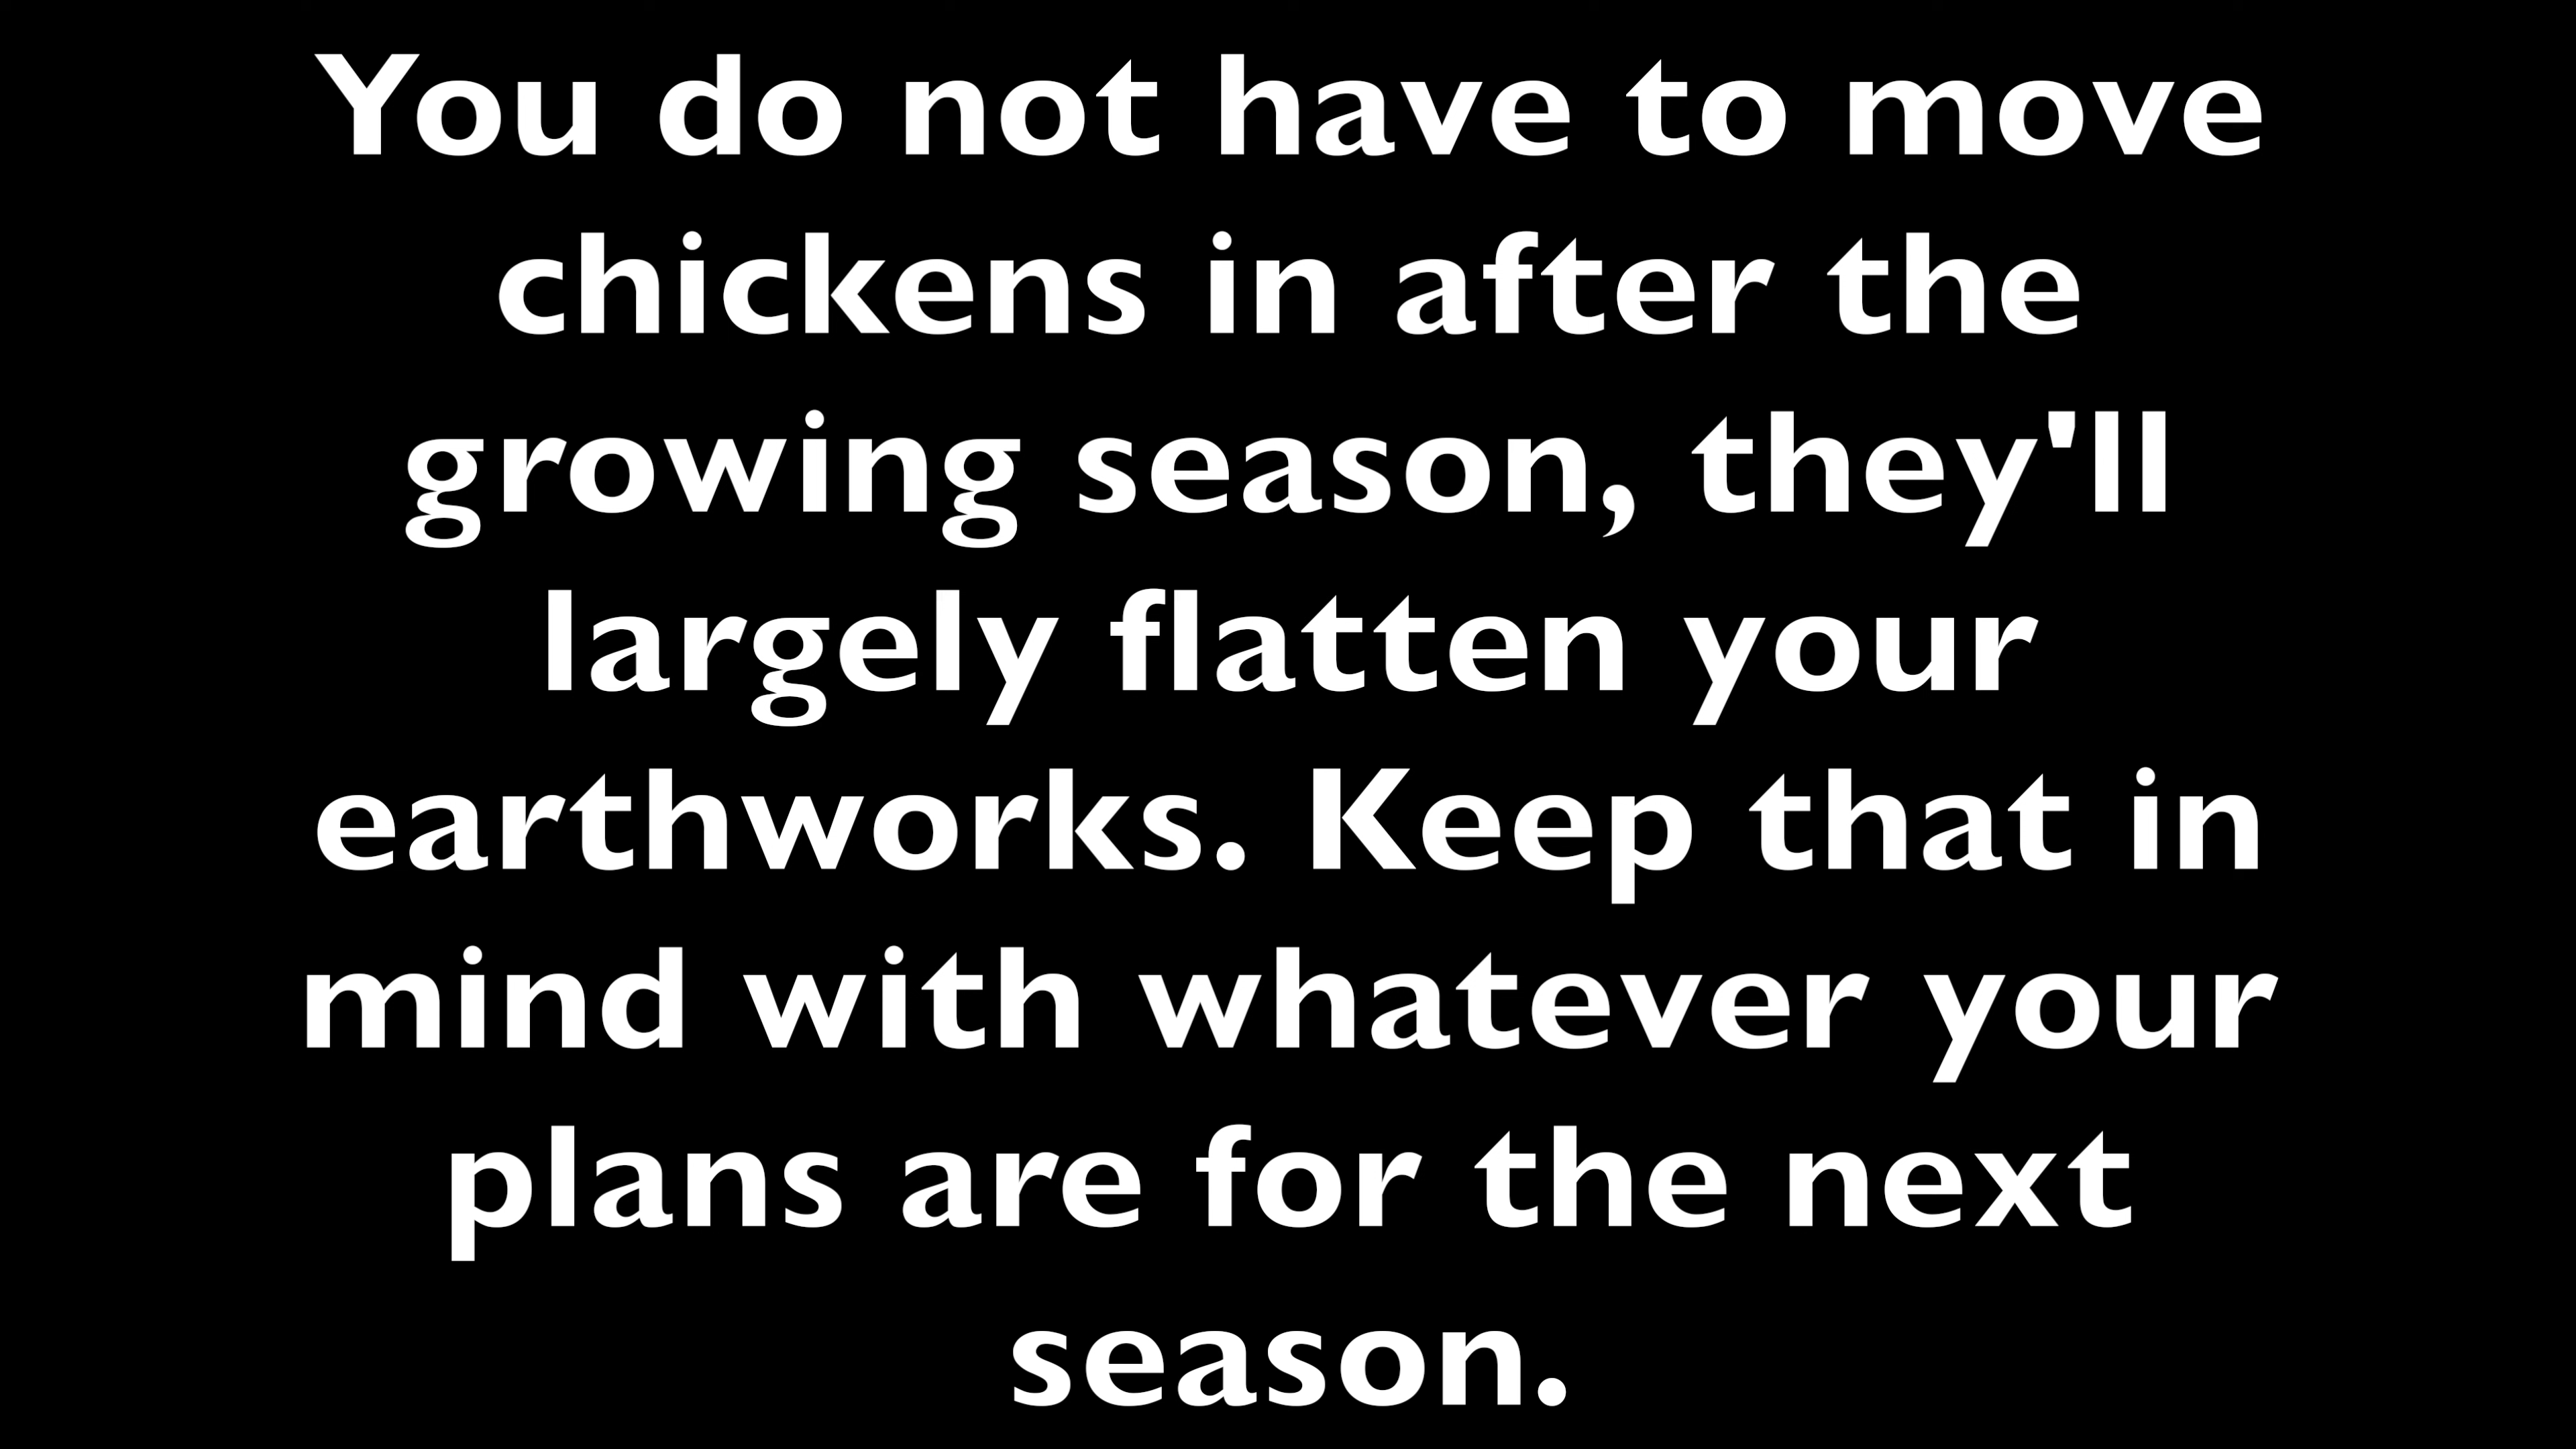 You do not have to move
chickens in after the
growing season, they'll
largely flatten your
earthworks. Keep that in
mind with whatever your
plans are for the next
season.